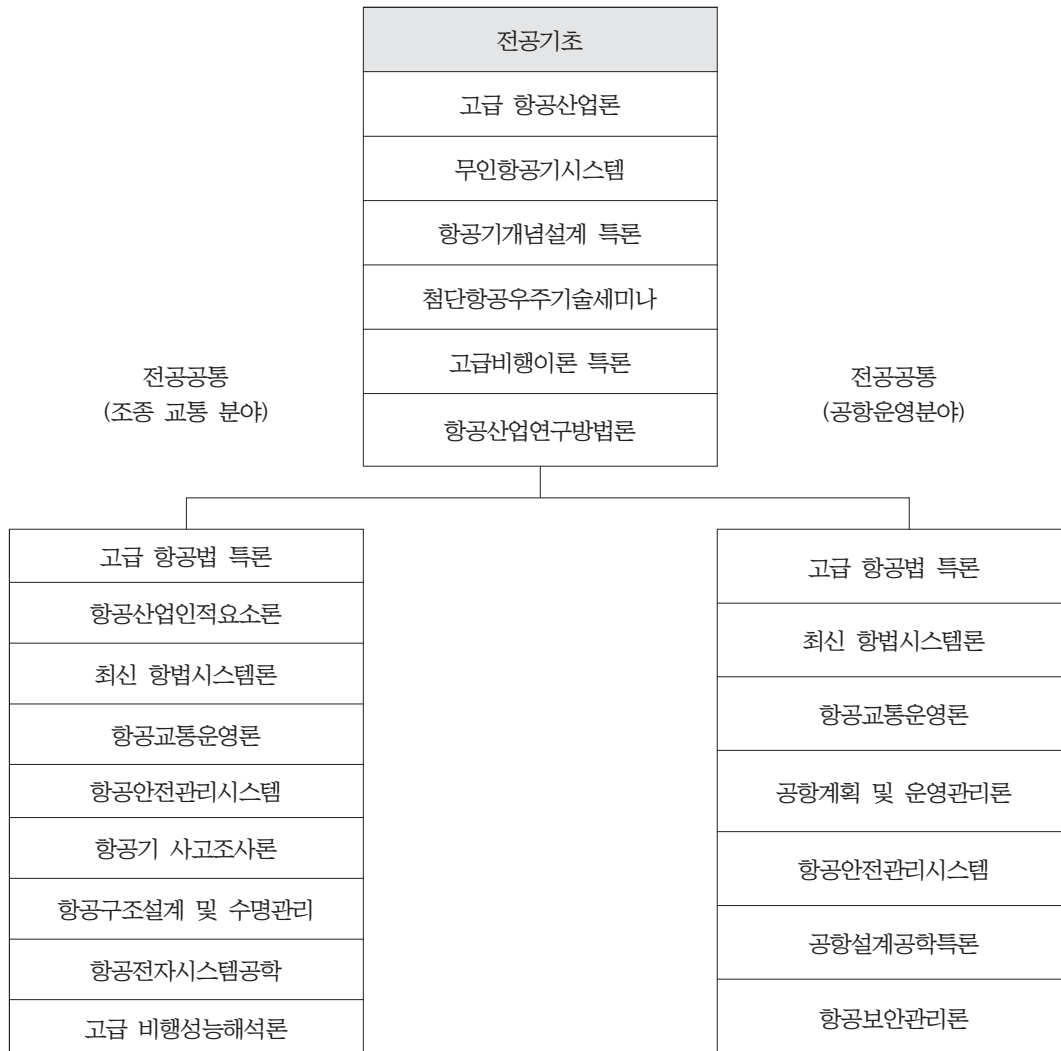 전공기초
고급 항공산업론
무인항공기시스템
항공기개념설계 특론
첨단항공우주기술세미나
고급비행이론 특론
항공산업연구방법론
전공공통
(조종 교통 분야)
전공공통
(공항운영분야)
고급 항공법 특론
항공산업인적요소론
최신 항법시스템론
항공교통운영론
항공안전관리시스템
항공기 사고조사론
항공구조설계 및 수명관리
항공전자시스템공학
고급 비행성능해석론
고급 항공법 특론
최신 항법시스템론
항공교통운영론
공항계획 및 운영관리론
항공안전관리시스템
공항설계공학특론
항공보안관리론